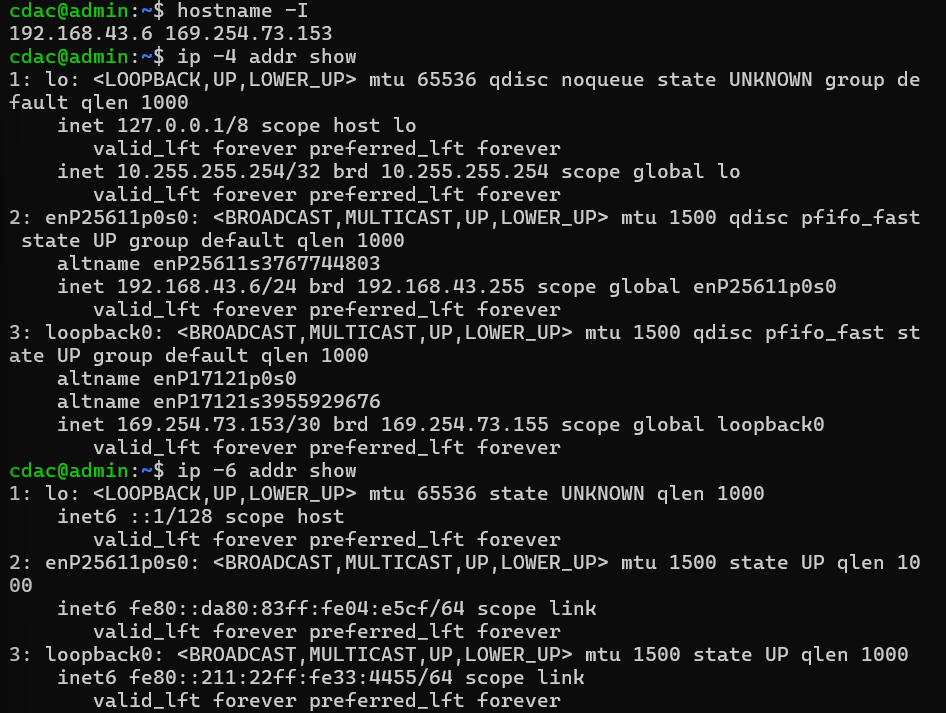 cdac@admin:~$ hostname -I
192.168.43.6 169.254.73.153
cdac@admin:~$ ip -4 addr show
1: lo: <LOOPBACK,UP,LOWER_UP> mtu 65536 qdisc noqueue state UNKNOWN group de
fault qlen 1000
    inet 127.0.0.1/8 scope host lo
       valid_lft forever preferred_lft forever
    inet 10.255.255.254/32 brd 10.255.255.254 scope global lo
       valid_lft forever preferred_lft forever
2: enP25611p0s0: <BROADCAST,MULTICAST,UP,LOWER_UP> mtu 1500 qdisc pfifo_fast
 state UP group default qlen 1000
    altname enP25611s3767744803
    inet 192.168.43.6/24 brd 192.168.43.255 scope global enP25611p0s0
       valid_lft forever preferred_lft forever
3: loopback0: <BROADCAST,MULTICAST,UP,LOWER_UP> mtu 1500 qdisc pfifo_fast st
ate UP group default qlen 1000
    altname enP17121p0s0
    altname enP17121s3955929676
    inet 169.254.73.153/30 brd 169.254.73.155 scope global loopback0
       valid_lft forever preferred_lft forever
cdac@admin:~$ ip -6 addr show
1: lo: <LOOPBACK,UP,LOWER_UP> mtu 65536 state UNKNOWN qlen 1000
    inet6 ::1/128 scope host
       valid_lft forever preferred_lft forever
2: enP25611p0s0: <BROADCAST,MULTICAST,UP,LOWER_UP> mtu 1500 state UP qlen 10
00
    inet6 fe80::da80:83ff:fe04:e5cf/64 scope link
       valid_lft forever preferred_lft forever
3: loopback0: <BROADCAST,MULTICAST,UP,LOWER_UP> mtu 1500 state UP qlen 1000
    inet6 fe80::211:22ff:fe33:4455/64 scope link
       valid_lft forever preferred_lft forever